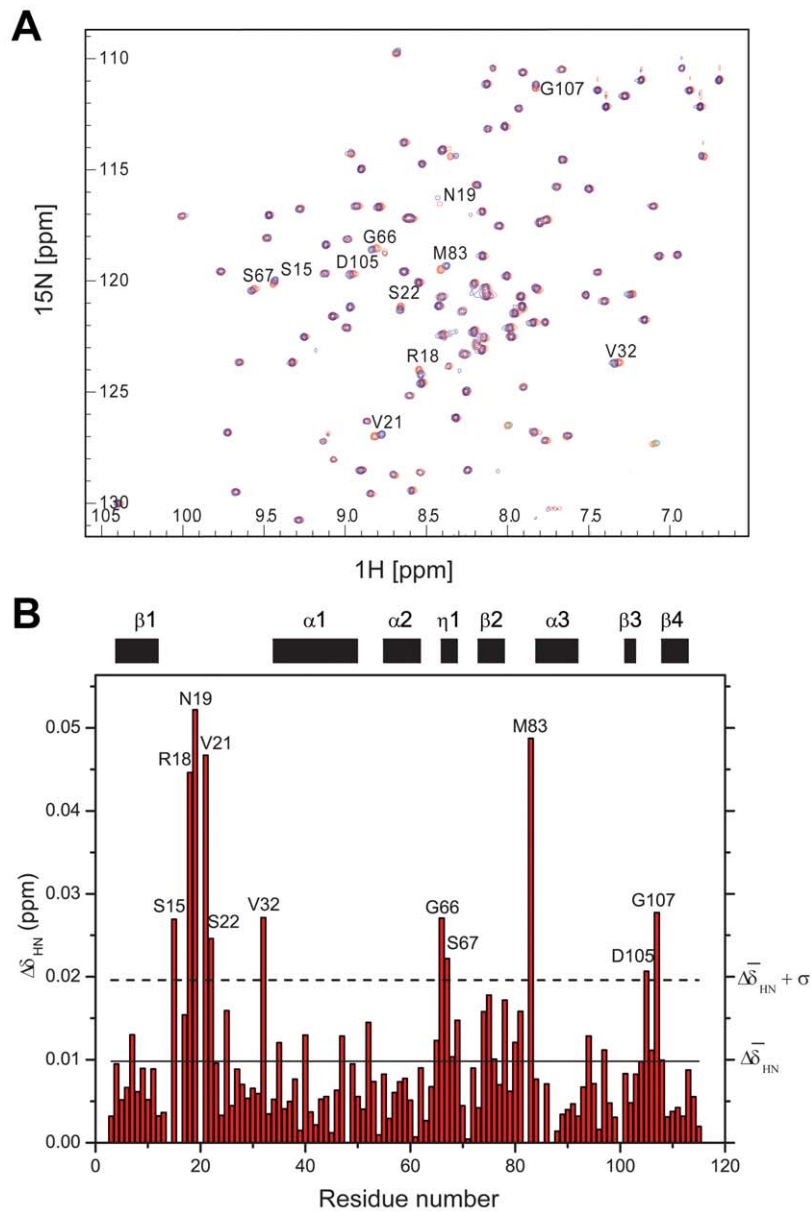 A
110
115
120
125
130
15N [ppm]
G107
N19
G66
M83
D105
S67
S15
S22
R18
V32
V21
105 100 9.5 9.0 8.5 8.0 7.5 7.0
1H [ppm]
B
β1 α1 α2 η1 β2 α3 β3 β4
0.05
0.04
0.03
0.02
0.01
0.00
Δδ_HN (ppm)
N19
M83
R18
V21
S15
V32
G66
G107
S22
S67
D105
Δδ̄_HN + σ
Δδ̄_HN
0 20 40 60 80 100 120
Residue number